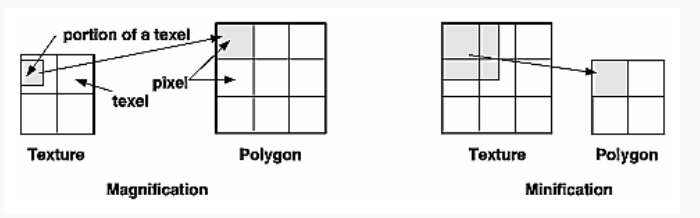 portion of a texel
pixel
texel
Texture
Polygon
Texture
Polygon
Magnification
Minification